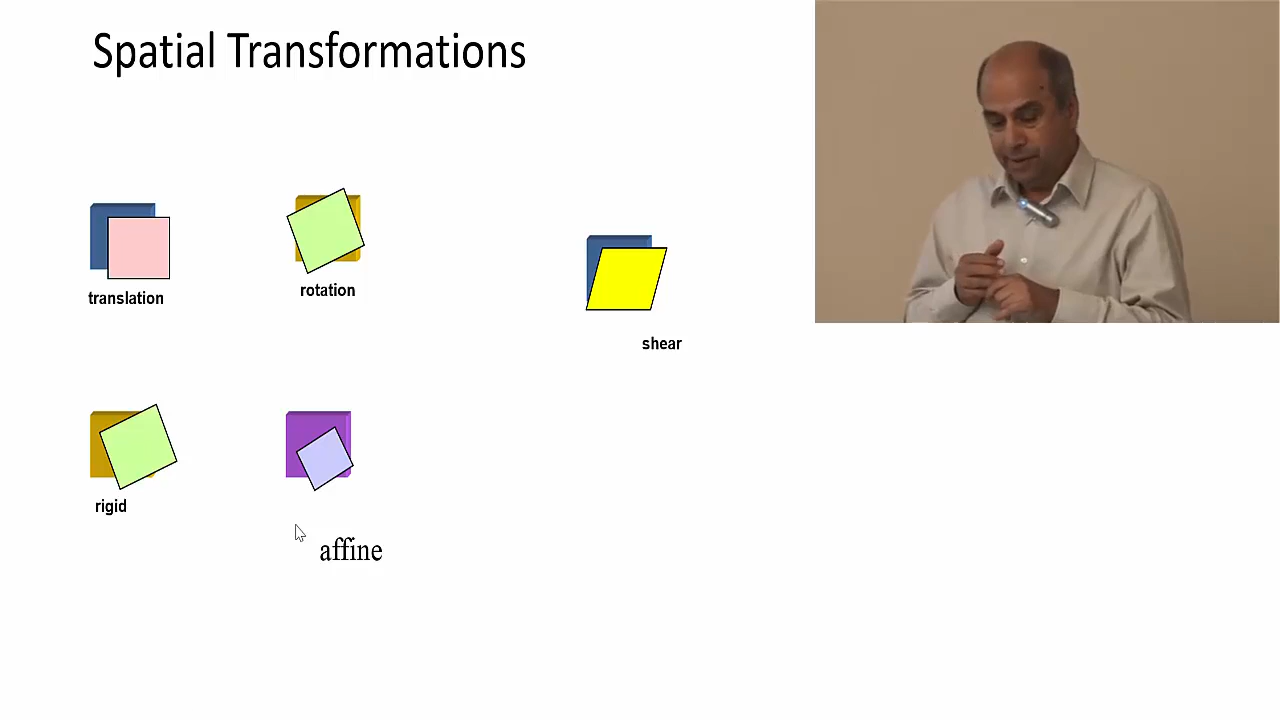 Spatial Transformations
translation
rotation
shear
rigid
affine